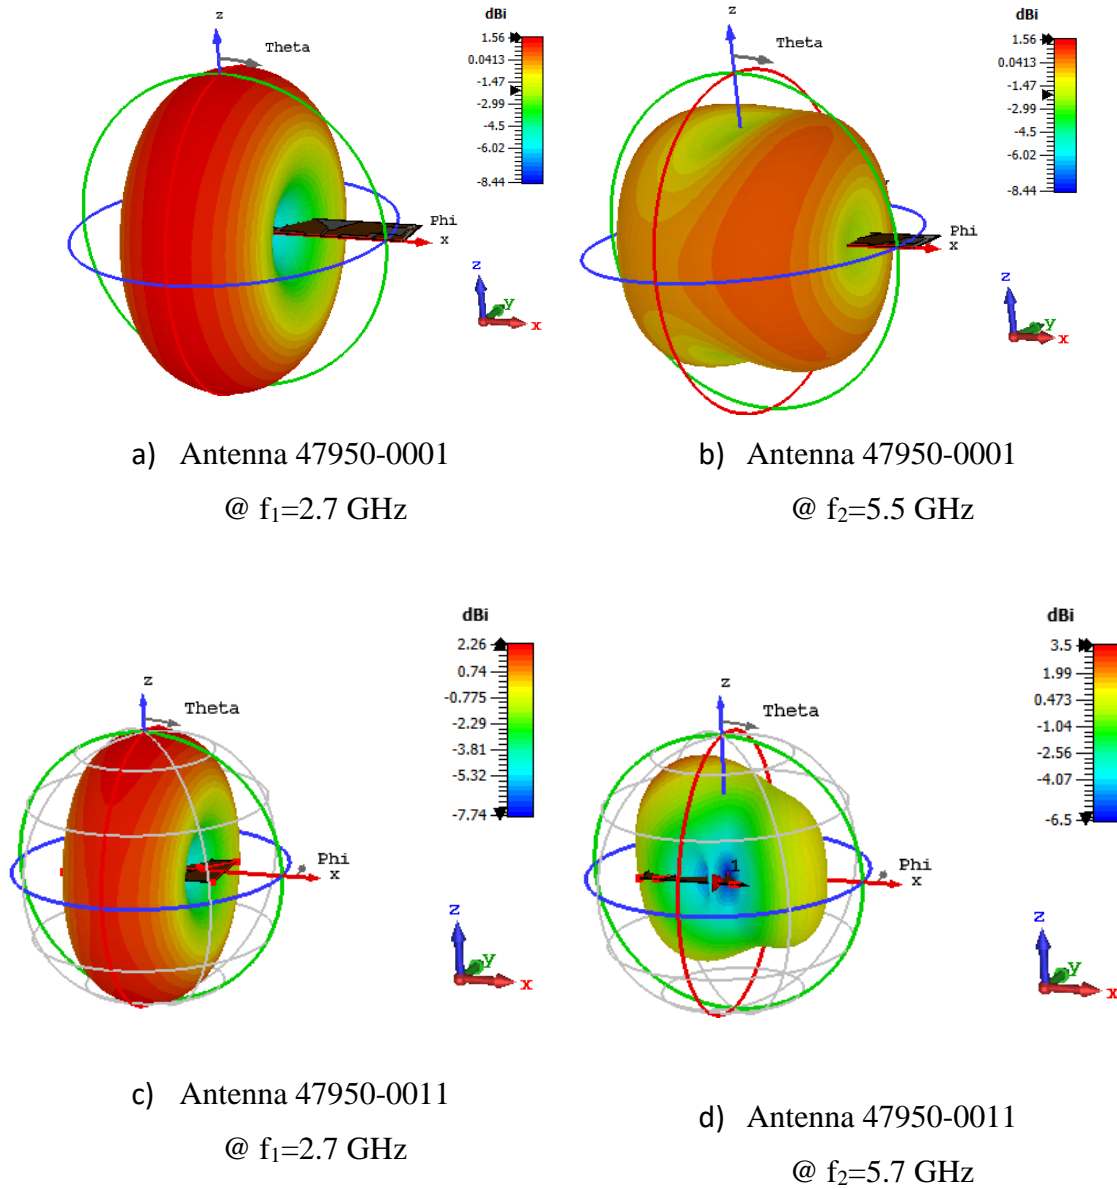 z
Theta
Phi
x
z
y
x
dBi
1.56
0.0413
-1.47
-2.99
-4.5
-6.02
-8.44
z
Theta
Phi
x
z
y
x
dBi
1.56
0.0413
-1.47
-2.99
-4.5
-6.02
-8.44
a) Antenna 47950-0001
@ f₁=2.7 GHz
b) Antenna 47950-0001
@ f₂=5.5 GHz
z
Theta
Phi
x
z
y
x
dBi
2.26
0.74
-0.775
-2.29
-3.81
-5.32
-7.74
z
Theta
1
Phi
x
z
y
x
dBi
3.5
1.99
0.473
-1.04
-2.56
-4.07
-6.5
c) Antenna 47950-0011
@ f₁=2.7 GHz
d) Antenna 47950-0011
@ f₂=5.7 GHz